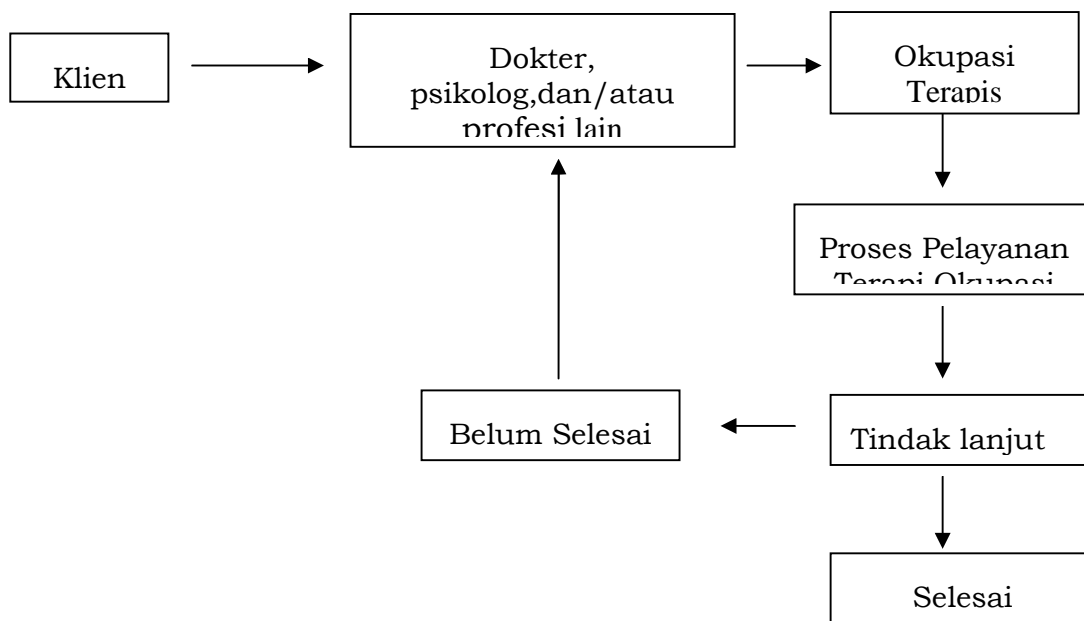 Klien
Dokter,
psikolog,dan/atau
profesi lain
Okupasi
Terapis
Proses Pelayanan
Terapi Okupasi
Belum Selesai
Tindak lanjut
Selesai